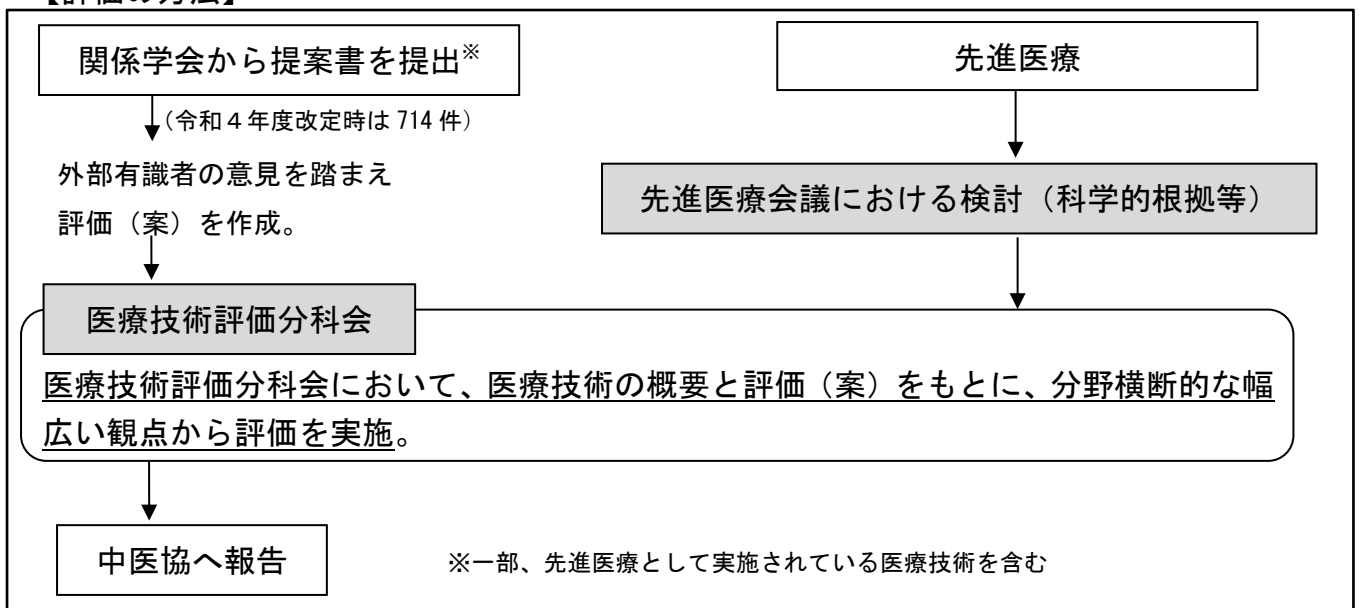 【評価の方法】
関係学会から提案書を提出※
(令和4年度改定時は 714 件)
外部有識者の意見を踏まえ
評価（案）を作成。
先進医療
先進医療会議における検討（科学的根拠等）
医療技術評価分科会
医療技術評価分科会において、医療技術の概要と評価（案）をもとに、分野横断的な幅
広い観点から評価を実施。
中医協へ報告
※一部、先進医療として実施されている医療技術を含む